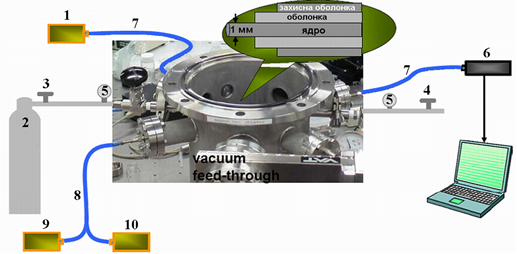 захисна оболонка
оболонка
1 мм
ядро
1
7
6
7
3
5
5
4
2
vacuum
feed-through
8
9
10